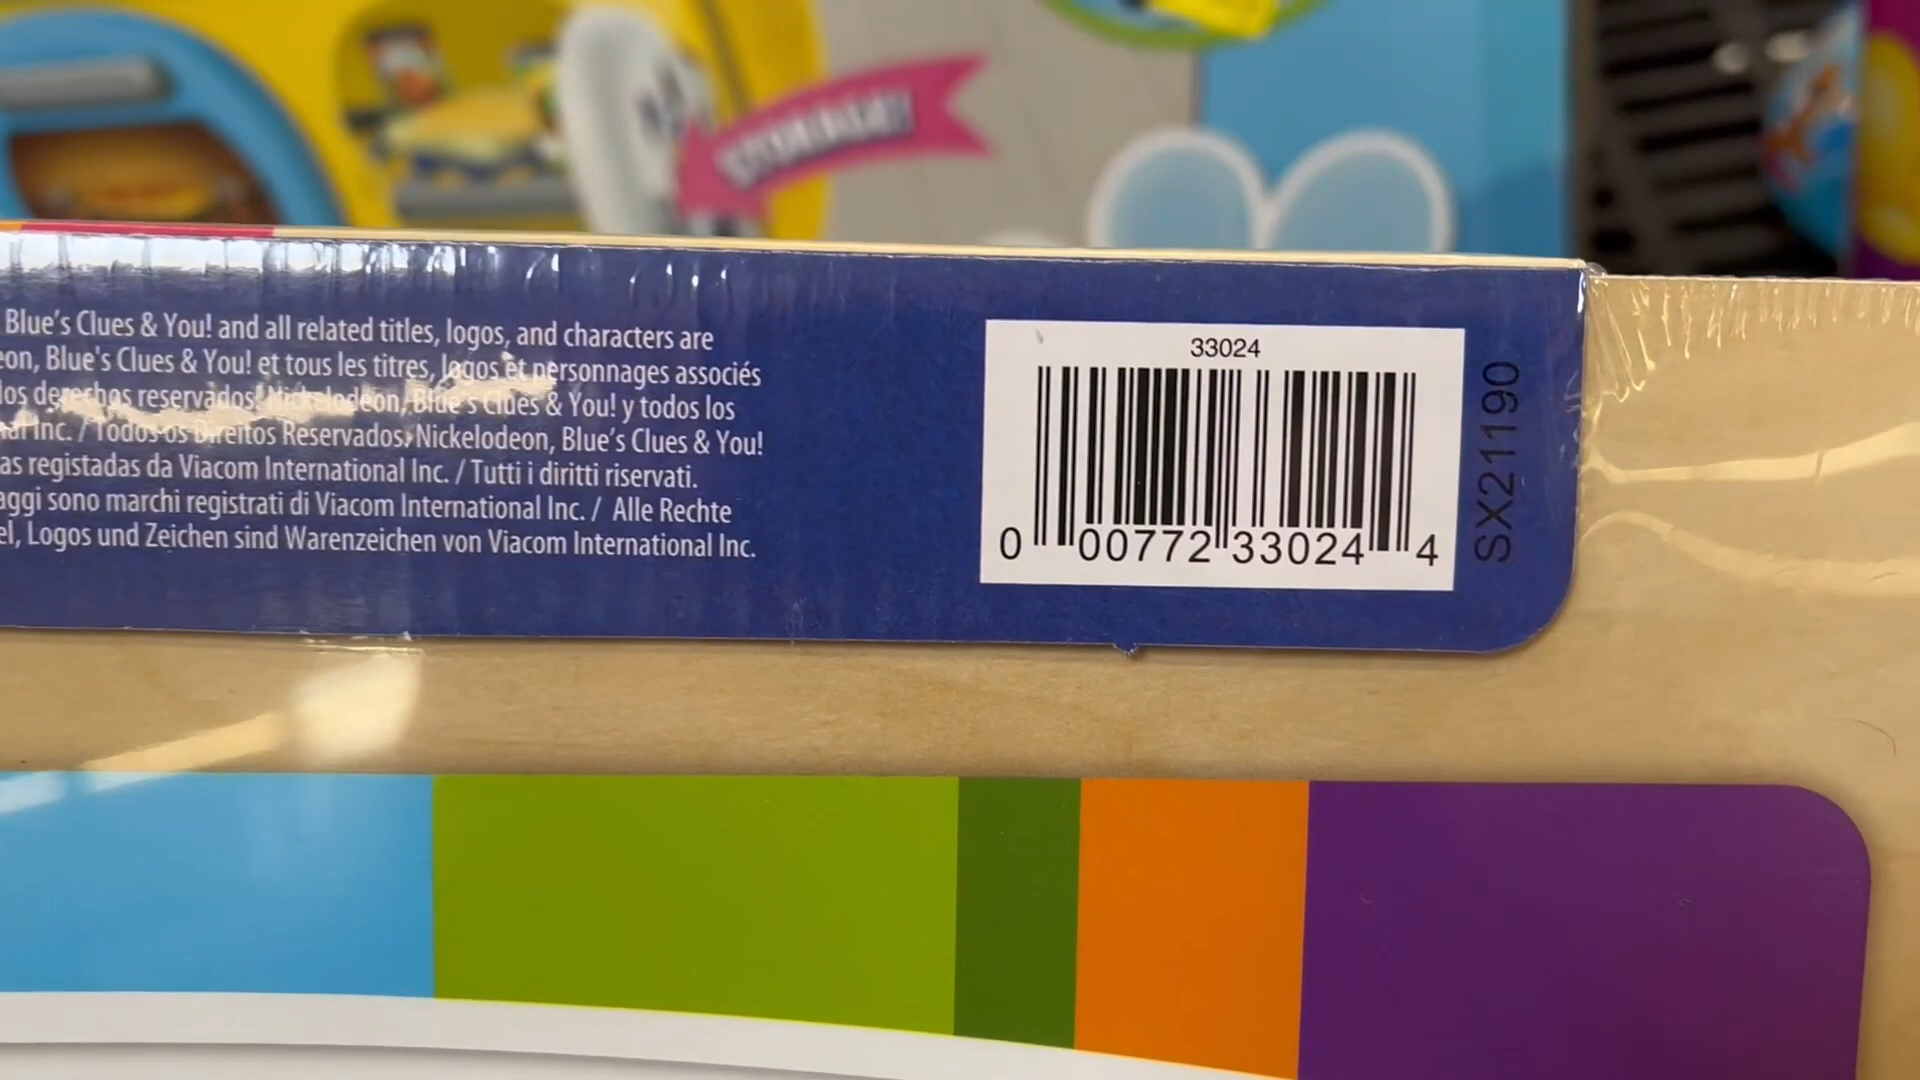 STORAGE!
Blue's Clues & You! and all related titles, logos, and characters are
eon, Blue's Clues & You! et tous les titres, logos et personnages associés
los derechos reservados. Nickelodeon, Blue's Clues & You! y todos los
nal Inc. / Todos os Direitos Reservados, Nickelodeon, Blue's Clues & You!
as registadas da Viacom International Inc. / Tutti i diritti riservati.
aggi sono marchi registrati di Viacom International Inc. / Alle Rechte
el, Logos und Zeichen sind Warenzeichen von Viacom International Inc.
33024
0 00772 33024 4
SX21190